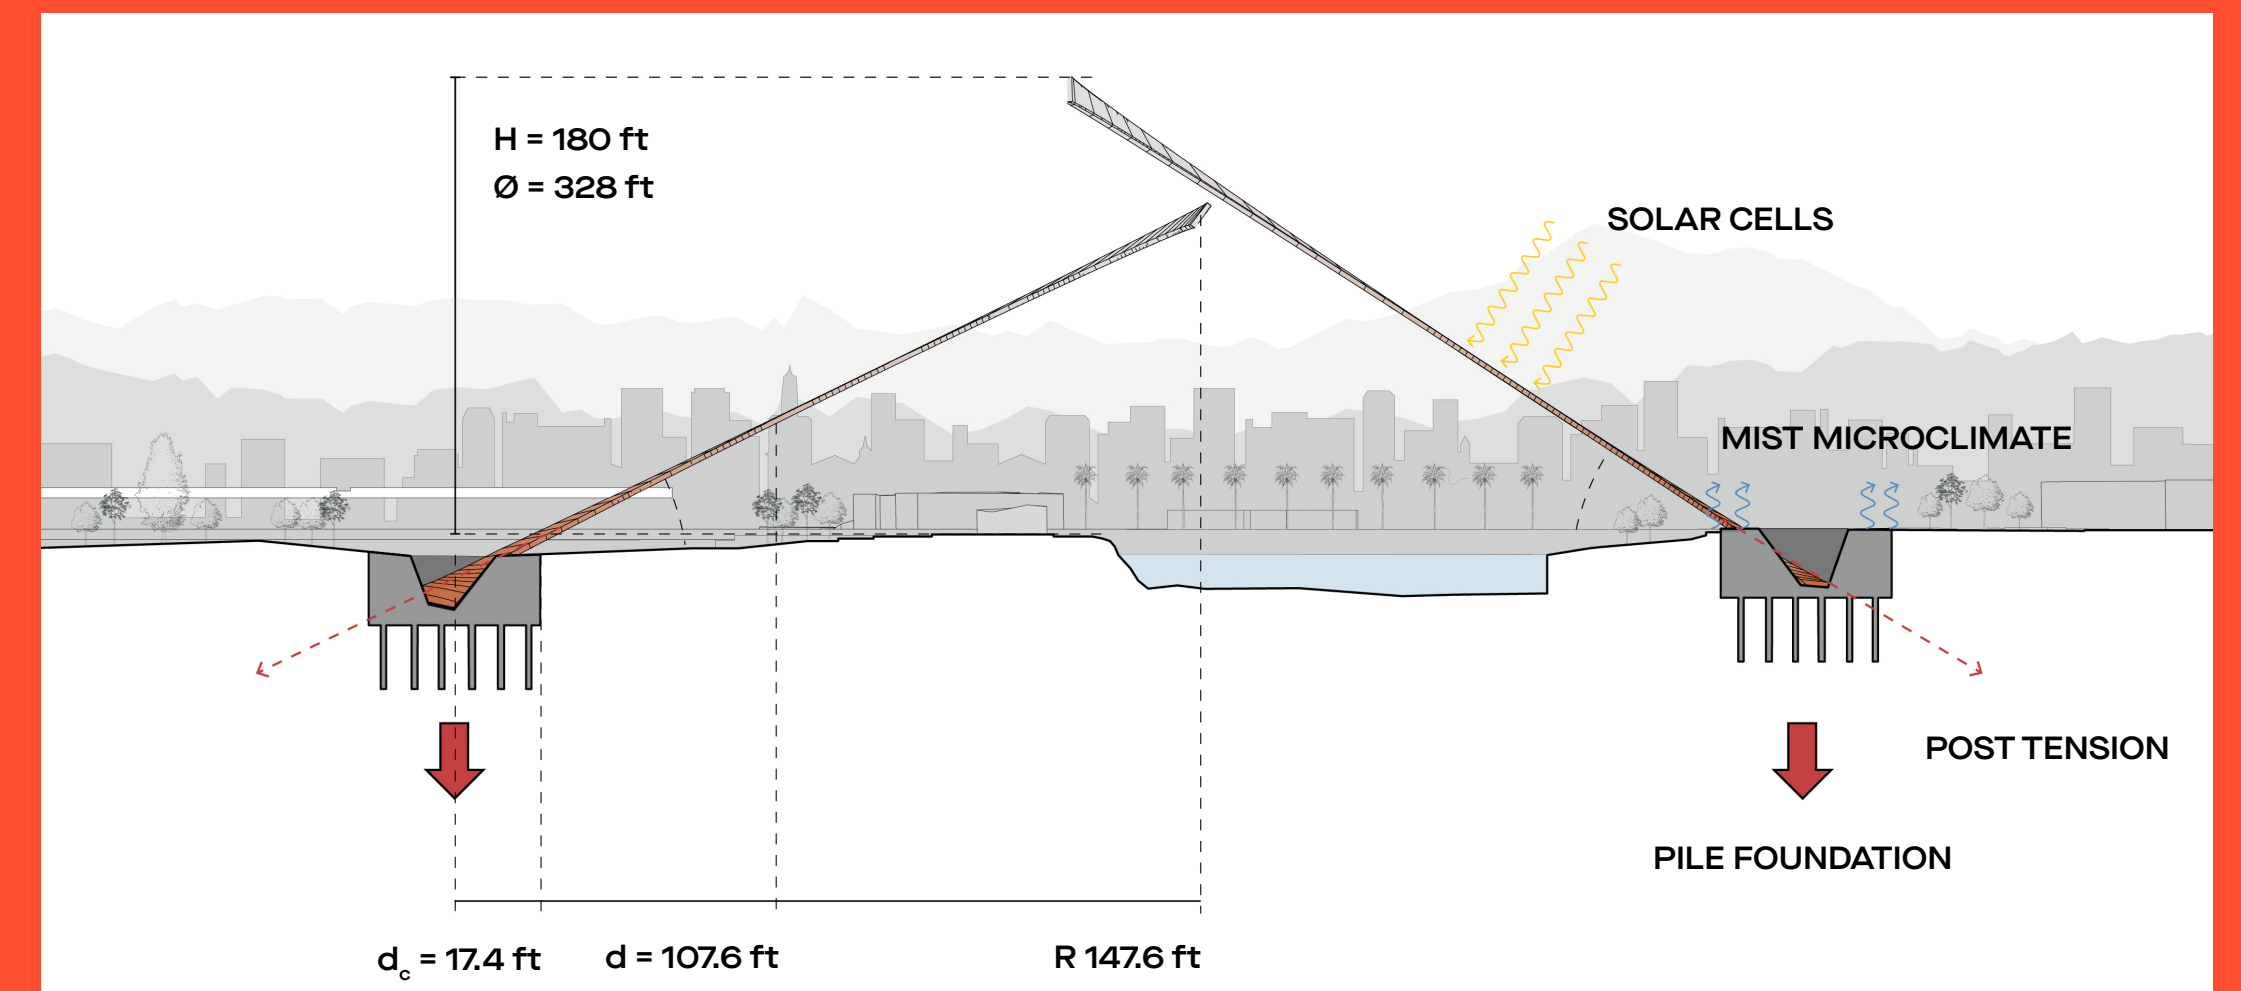 H = 180 ft
Ø = 328 ft
SOLAR CELLS
MIST MICROCLIMATE
POST TENSION
PILE FOUNDATION
dc = 17.4 ft
d = 107.6 ft
R 147.6 ft